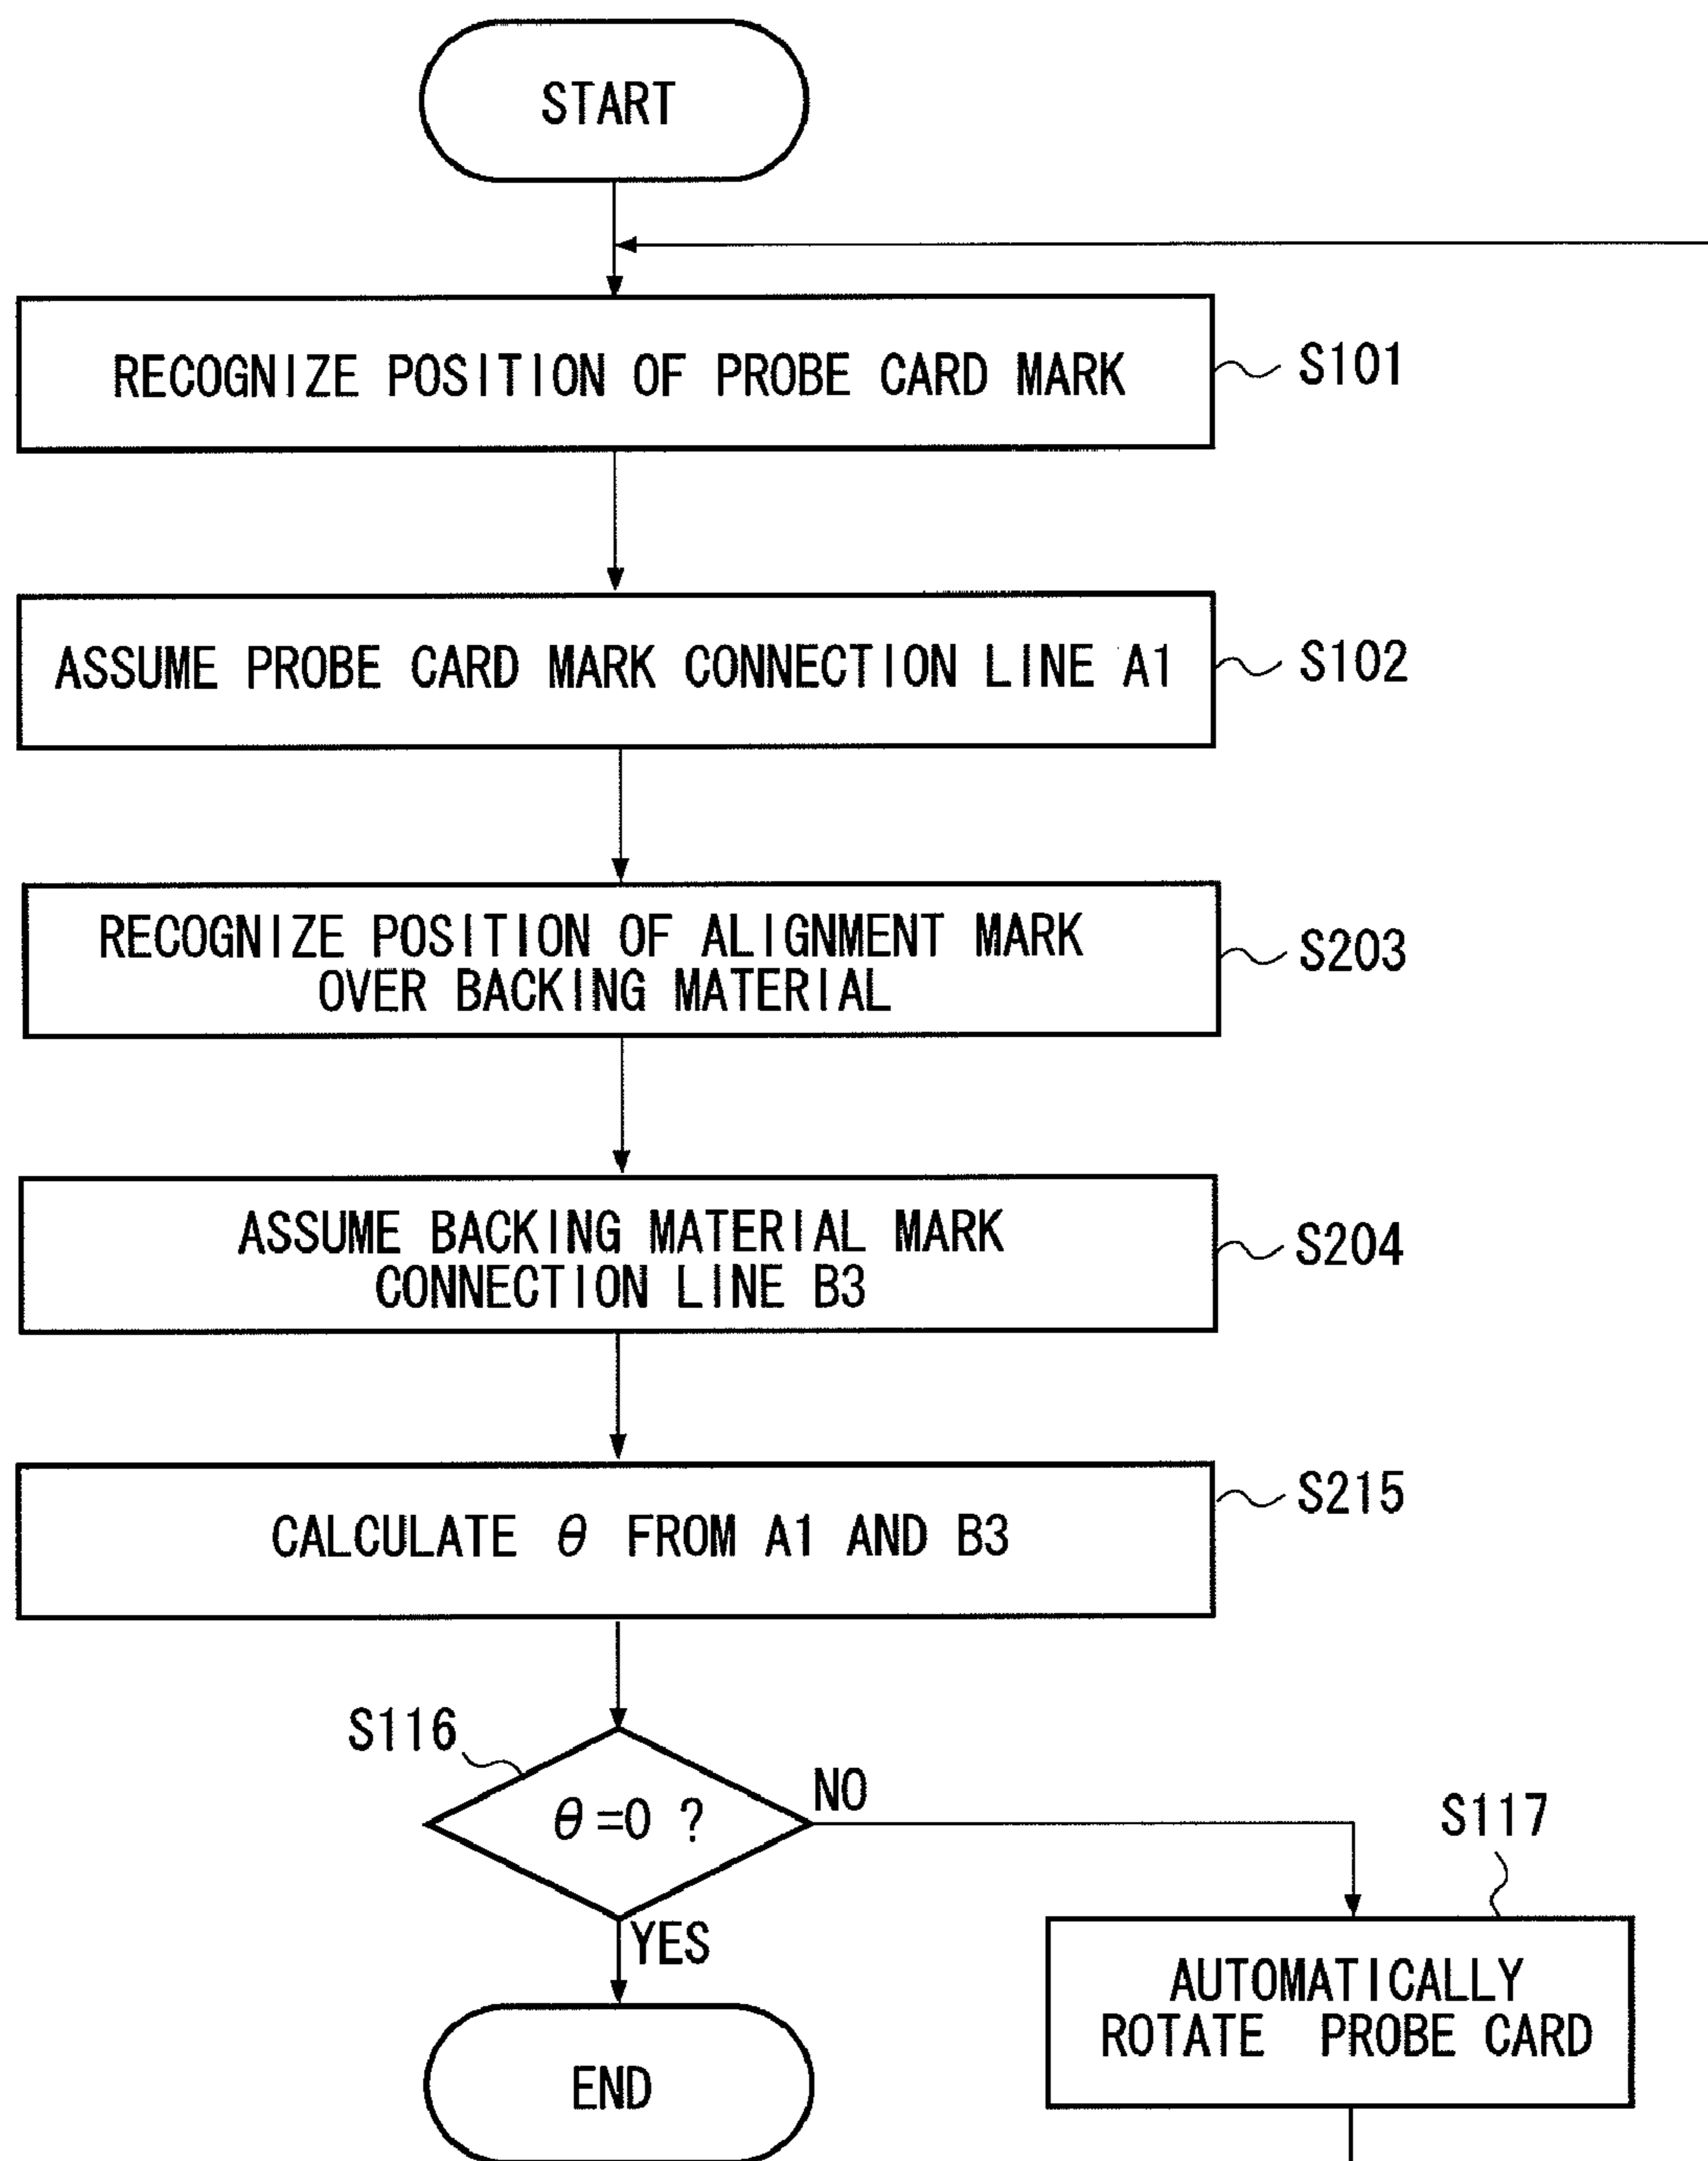 START
RECOGNIZE POSITION OF PROBE CARD MARK
S101
ASSUME PROBE CARD MARK CONNECTION LINE A1
S102
RECOGNIZE POSITION OF ALIGNMENT MARK
OVER BACKING MATERIAL
S203
ASSUME BACKING MATERIAL MARK
CONNECTION LINE B3
S204
CALCULATE θ FROM A1 AND B3
S215
S116
θ=0 ?
NO
YES
S117
AUTOMATICALLY
ROTATE PROBE CARD
END